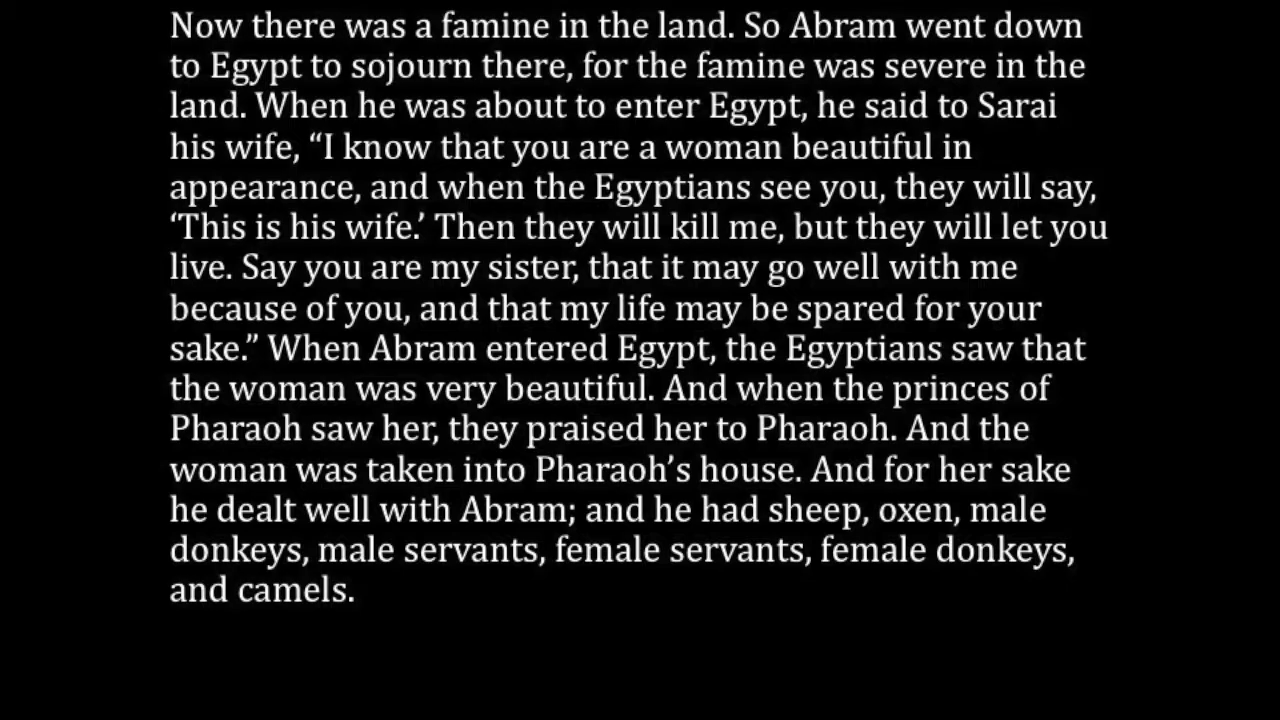 Now there was a famine in the land. So Abram went down
to Egypt to sojourn there, for the famine was severe in the
land. When he was about to enter Egypt, he said to Sarai
his wife, “I know that you are a woman beautiful in
appearance, and when the Egyptians see you, they will say,
‘This is his wife.’ Then they will kill me, but they will let you
live. Say you are my sister, that it may go well with me
because of you, and that my life may be spared for your
sake.” When Abram entered Egypt, the Egyptians saw that
the woman was very beautiful. And when the princes of
Pharaoh saw her, they praised her to Pharaoh. And the
woman was taken into Pharaoh’s house. And for her sake
he dealt well with Abram; and he had sheep, oxen, male
donkeys, male servants, female servants, female donkeys,
and camels.